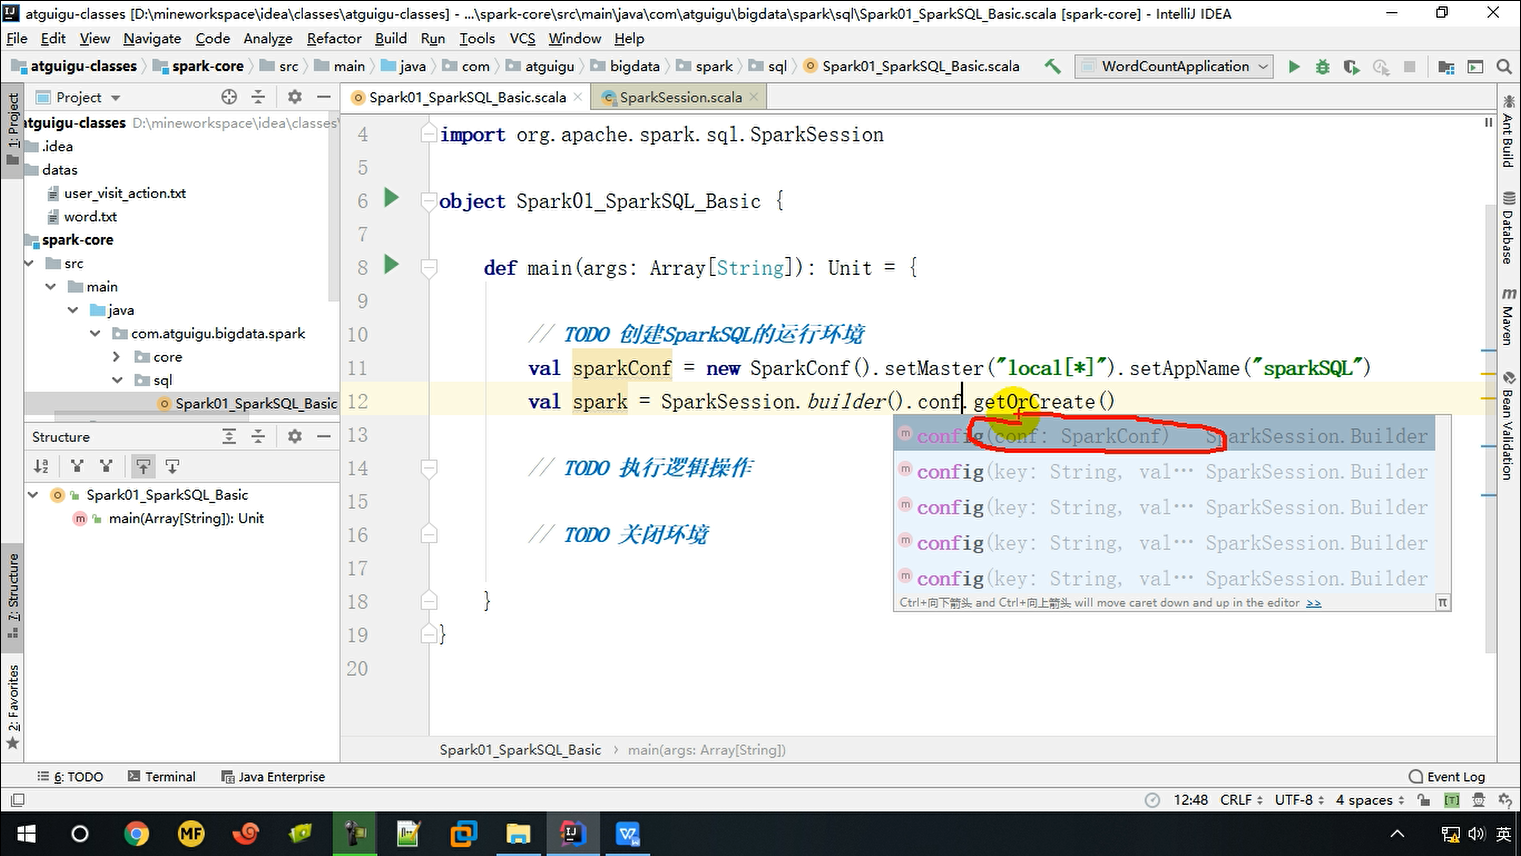 atguigu-classes [D:\mineworkspace\idea\classes\atguigu-classes] - ...\spark-core\src\main\java\com\atguigu\bigdata\spark\sql\Spark01_SparkSQL_Basic.scala [spark-core] - IntelliJ IDEA
File Edit View Navigate Code Analyze Refactor Build Run Tools VCS Window Help
atguigu-classes spark-core src main java com atguigu bigdata spark sql Spark01_SparkSQL_Basic.scala WordCountApplication
Project
Spark01_SparkSQL_Basic.scala SparkSession.scala
1: Project
tguigu-classes D:\mineworkspace\idea\classes
.idea
datas
user_visit_action.txt
word.txt
spark-core
src
main
java
com.atguigu.bigdata.spark
core
sql
Spark01_SparkSQL_Basic
Structure
Spark01_SparkSQL_Basic
main(Array[String]): Unit
7: Structure
2: Favorites
4 import org.apache.spark.sql.SparkSession
5
6 object Spark01_SparkSQL_Basic {
7
8 def main(args: Array[String]): Unit = {
9
10 // TODO 创建SparkSQL的运行环境
11 val sparkConf = new SparkConf().setMaster("local[*]").setAppName("sparkSQL")
12 val spark = SparkSession.builder().conf.getOrCreate()
13
14 // TODO 执行逻辑操作
15
16 // TODO 关闭环境
17
18 }
19 }
20
config(conf: SparkConf) SparkSession.Builder
config(key: String, val… SparkSession.Builder
config(key: String, val… SparkSession.Builder
config(key: String, val… SparkSession.Builder
config(key: String, val… SparkSession.Builder
Ctrl+向下箭头 and Ctrl+向上箭头 will move caret down and up in the editor >> π
Ant Build
Database
Maven
Bean Validation
Spark01_SparkSQL_Basic main(args: Array[String])
6: TODO Terminal Java Enterprise Event Log
12:48 CRLF UTF-8 4 spaces
英